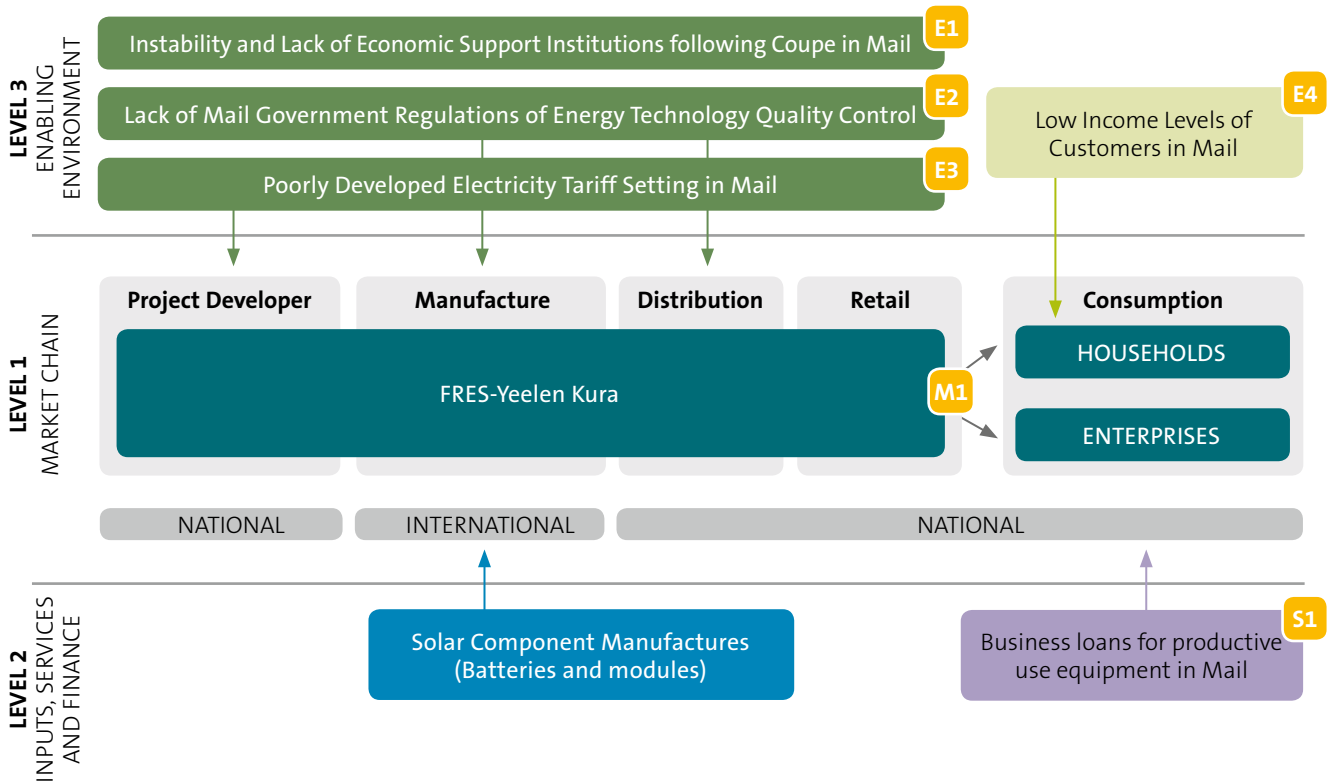 LEVEL 3
ENABLING
ENVIRONMENT
Instability and Lack of Economic Support Institutions following Coupe in Mail
E1
Lack of Mail Government Regulations of Energy Technology Quality Control
E2
Poorly Developed Electricity Tariff Setting in Mail
E3
Low Income Levels of
Customers in Mail
E4
LEVEL 1
MARKET CHAIN
Project Developer
Manufacture
Distribution
Retail
Consumption
FRES-Yeelen Kura
M1
HOUSEHOLDS
ENTERPRISES
NATIONAL
INTERNATIONAL
NATIONAL
LEVEL 2
INPUTS, SERVICES
AND FINANCE
Solar Component Manufactures
(Batteries and modules)
Business loans for productive
use equipment in Mail
S1